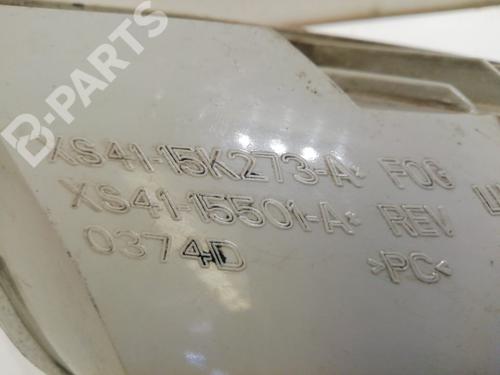 B-PARTS
XS41-15K273-A FOG
XS41-15501-A REV
0374D >PC<